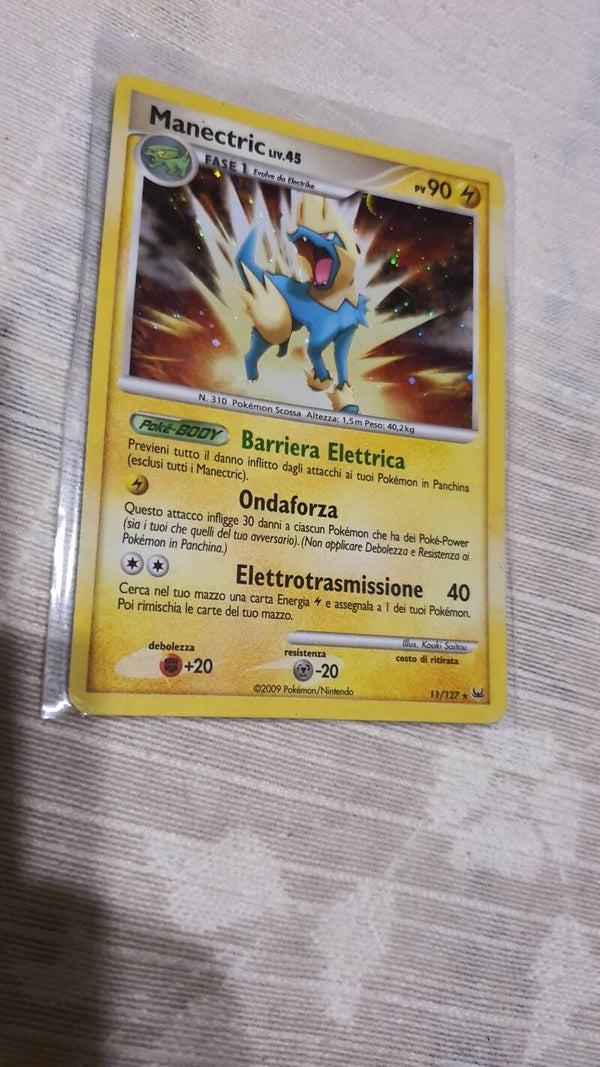 Manectric LIV.45
PV 90
FASE 1 Evolve da Electrike
N. 310 Pokémon Scossa Altezza: 1,5m Peso: 40,2kg
Poké-BODY Barriera Elettrica
Previeni tutto il danno inflitto dagli attacchi ai tuoi Pokémon in Panchina
(esclusi tutti i Manectric).
Ondaforza
Questo attacco infligge 30 danni a ciascun Pokémon che ha dei Poké-Power
(sia i tuoi che quelli del tuo avversario). (Non applicare Debolezza e Resistenza ai
Pokémon in Panchina.)
Elettrotrasmissione 40
Cerca nel tuo mazzo una carta Energia e assegnala a 1 dei tuoi Pokémon.
Poi rimischia le carte del tuo mazzo.
Illus. Kouki Saitou
debolezza resistenza costo di ritirata
+20 -20
©2009 Pokémon/Nintendo 11/127 ★